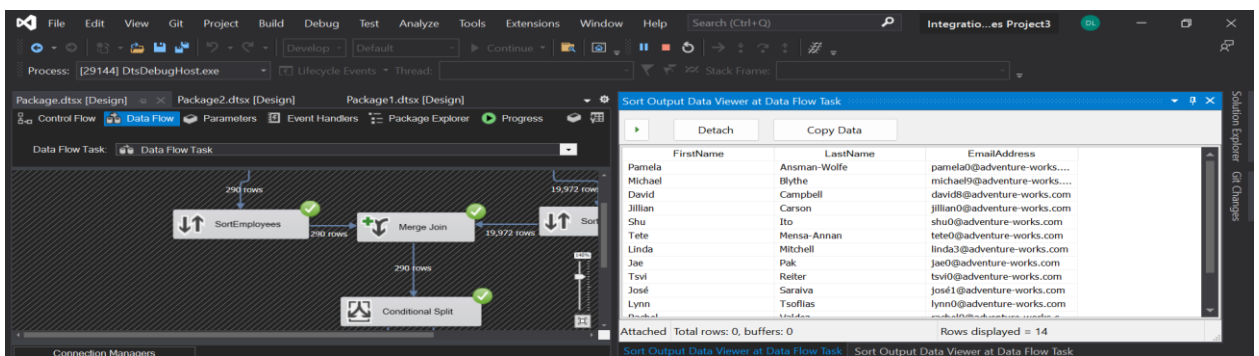 File Edit View Git Project Build Debug Test Analyze Tools Extensions Window Help Search (Ctrl+Q) Integratio...es Project3 DL
Develop Default Continue
Process: [29144] DtsDebugHost.exe Lifecycle Events Thread: Stack Frame:
Package.dtsx [Design] Package2.dtsx [Design] Package1.dtsx [Design]
Control Flow Data Flow Parameters Event Handlers Package Explorer Progress
Data Flow Task: Data Flow Task
290 rows 19,972 rows
SortEmployees Merge Join Sor
290 rows 19,972 rows
140%
290 rows
Conditional Split
Connection Managers
Sort Output Data Viewer at Data Flow Task
Detach Copy Data
FirstName LastName EmailAddress
Pamela Ansman-Wolfe pamela0@adventure-works....
Michael Blythe michael9@adventure-works....
David Campbell david8@adventure-works.com
Jillian Carson jillian0@adventure-works.com
Shu Ito shu0@adventure-works.com
Tete Mensa-Annan tete0@adventure-works.com
Linda Mitchell linda3@adventure-works.com
Jae Pak jae0@adventure-works.com
Tsvi Reiter tsvi0@adventure-works.com
José Saraiva josé1@adventure-works.com
Lynn Tsoflias lynn0@adventure-works.com
Rachel Valdez rachel0@adventure-works.c
Attached Total rows: 0, buffers: 0 Rows displayed = 14
Sort Output Data Viewer at Data Flow Task Sort Output Data Viewer at Data Flow Task
Solution Explorer Git Changes